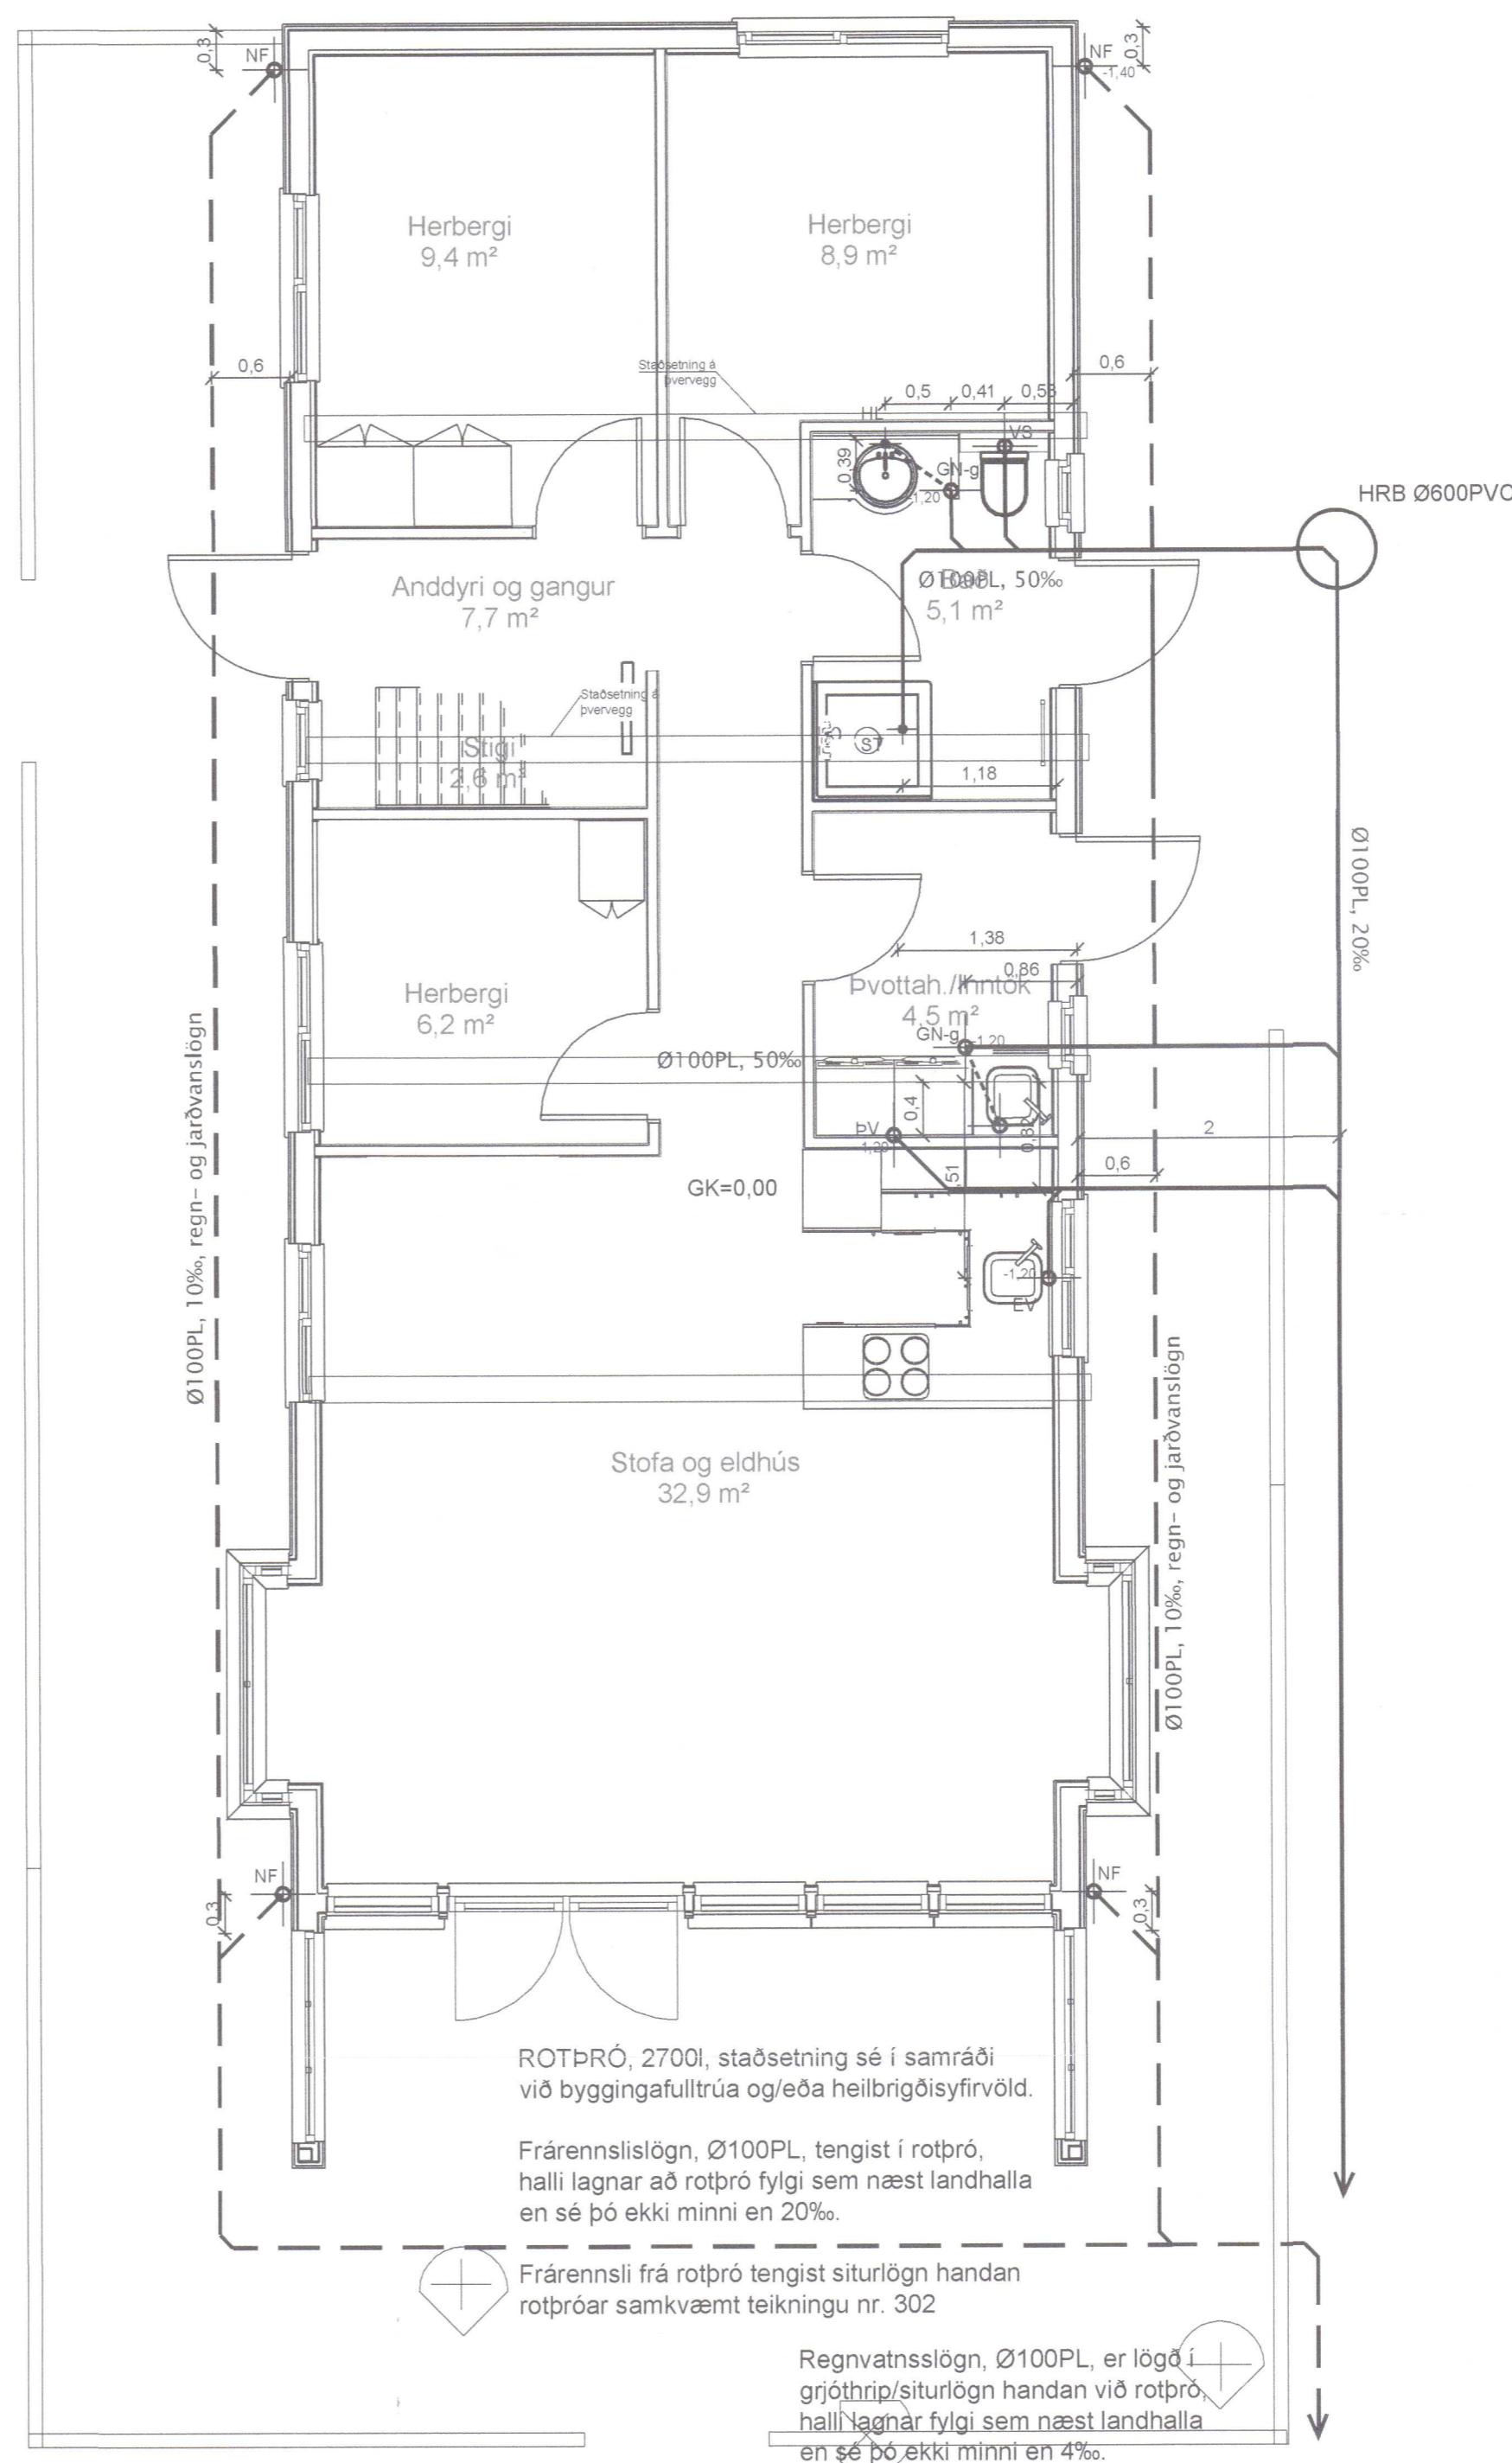 0,3
NF
NF
0,3
-1,40
Herbergi
9,4 m²
Herbergi
8,9 m²
0,6
Staðsetning á
þvervegg
0,6
0,5
0,41
HL
VS
0,39
GN-g
-1,20
HRB Ø600PVC
Anddyri og gangur
7,7 m²
Ø100PL, 50‰
Bað
5,1 m²
Staðsetning á
þvervegg
Stigi
2,6 m²
ST
1,18
Ø100PL, 20‰
1,38
0,86
Herbergi
6,2 m²
Þvottah./Inntök
4,5 m²
GN-g
-1,20
Ø100PL, 50‰
0,4
ÞV
2
0,6
GK=0,00
-1,20
EV
Ø100PL, 10‰, regn- og jarðvanslögn
Ø100PL, 10‰, regn- og jarðvanslögn
Stofa og eldhús
32,9 m²
NF
NF
0,3
0,3
ROTÞRÓ, 2700l, staðsetning sé í samráði
við byggingafulltrúa og/eða heilbrigðisyfirvöld.
Frárennslislögn, Ø100PL, tengist í rotþró,
halli lagnar að rotþró fylgi sem næst landhalla
en sé þó ekki minni en 20‰.
Frárennsli frá rotþró tengist siturlögn handan
rotþróar samkvæmt teikningu nr. 302
Regnvatnsslögn, Ø100PL, er lögð í
grjóthrip/siturlögn handan við rotþró,
halli lagnar fylgi sem næst landhalla
en sé þó ekki minni en 4‰.